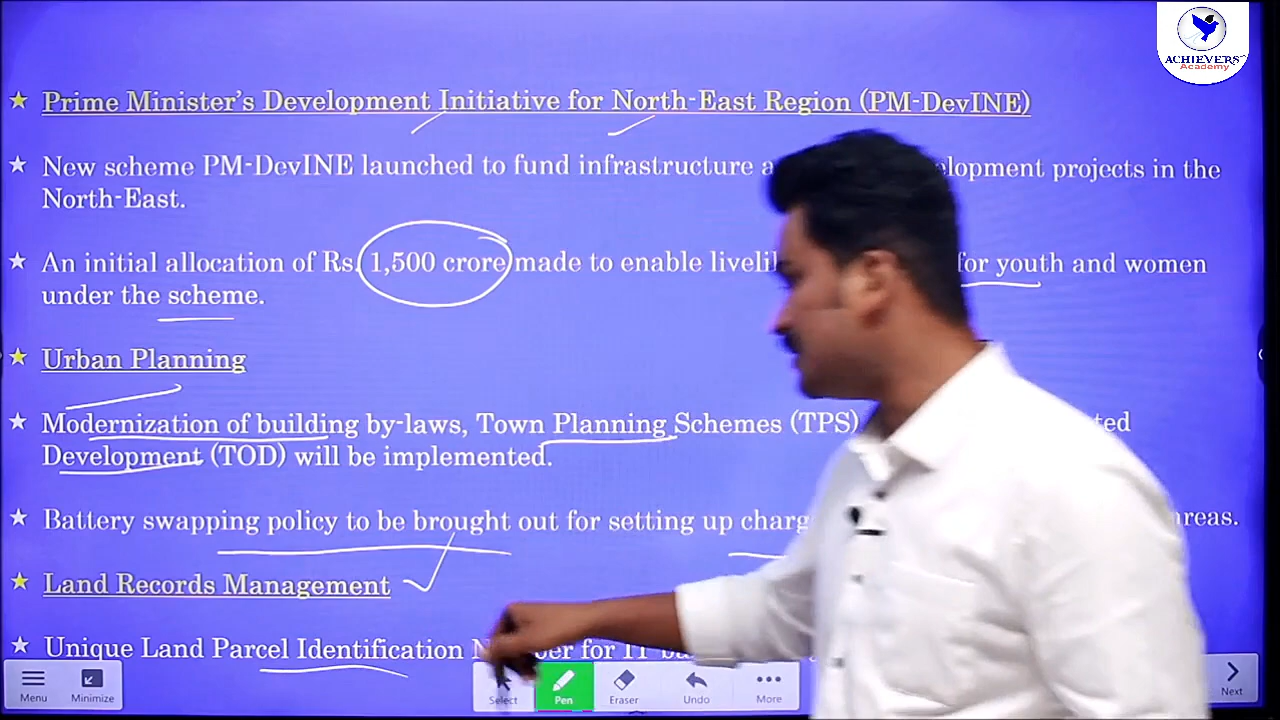 ACHIEVERS
Academy
Prime Minister's Development Initiative for North-East Region (PM-DevINE)
New scheme PM-DevINE launched to fund infrastructure elopment projects in the
North-East.
An initial allocation of Rs. 1,500 crore made to enable for youth and women
under the scheme.
Urban Planning
Modernization of building by-laws, Town Planning Schemes (TPS)
Development (TOD) will be implemented.
Battery swapping policy to be brought out for setting up areas.
Land Records Management
Unique Land Parcel Identification for IT
Menu
Minimize
Select
Pen
Eraser
Undo
More
Next